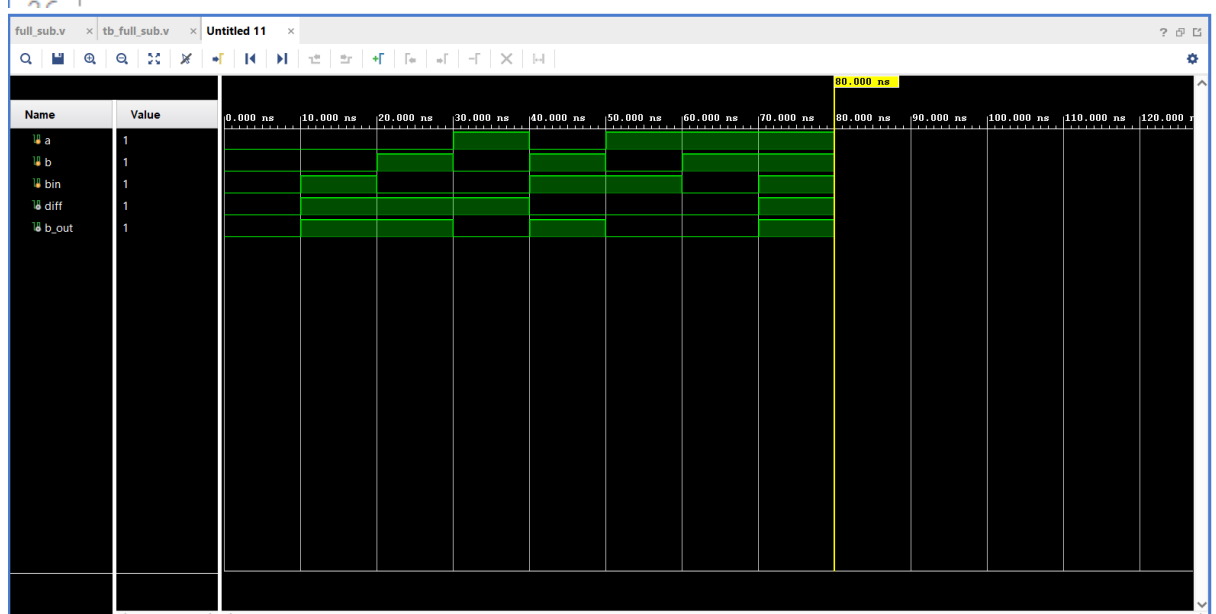 full_sub.v × tb_full_sub.v × Untitled 11 × ?
80.000 ns
Name Value
0.000 ns 10.000 ns 20.000 ns 30.000 ns 40.000 ns 50.000 ns 60.000 ns 70.000 ns 80.000 ns 90.000 ns 100.000 ns 110.000 ns 120.000
a 1
b 1
bin 1
diff 1
b_out 1